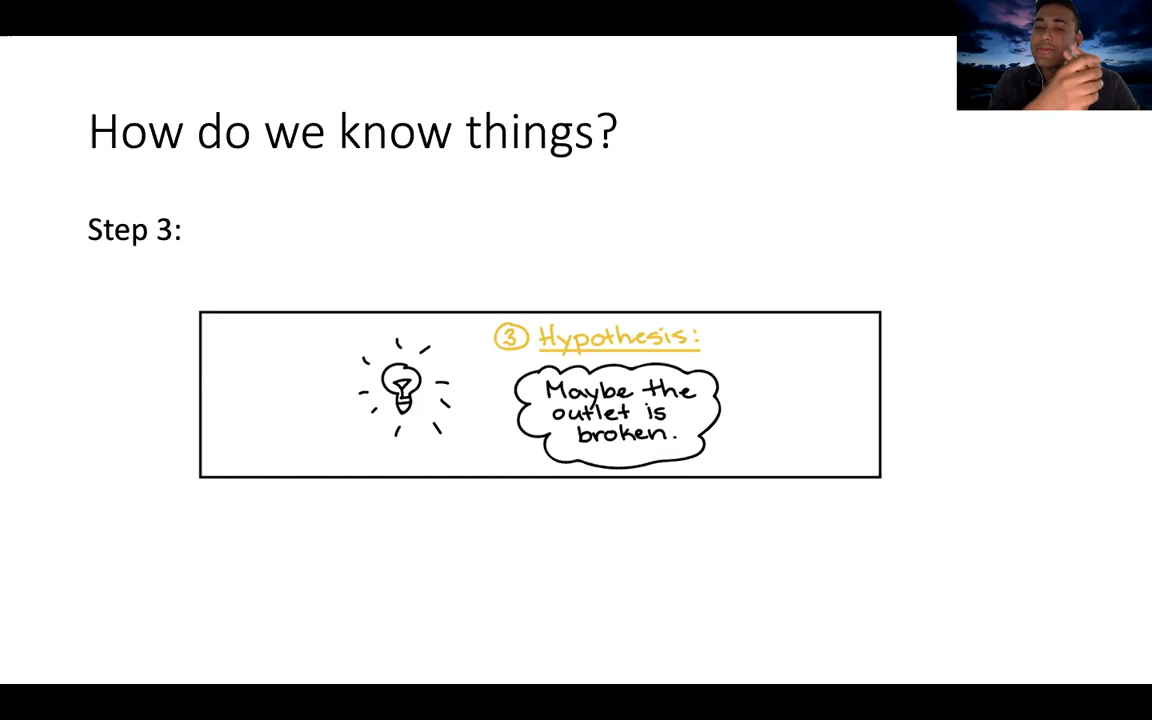 How do we know things?
Step 3:
③ Hypothesis:
Maybe the
outlet is
broken.